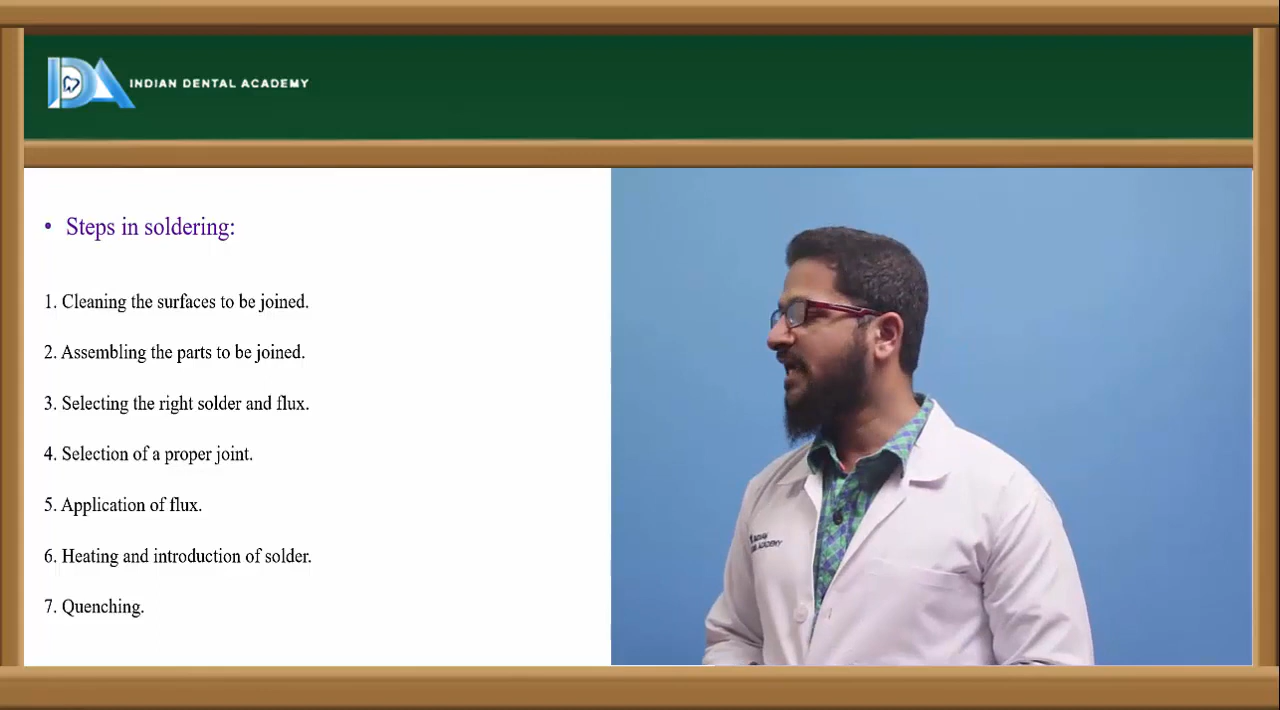 INDIAN DENTAL ACADEMY
• Steps in soldering:
1. Cleaning the surfaces to be joined.
2. Assembling the parts to be joined.
3. Selecting the right solder and flux.
4. Selection of a proper joint.
5. Application of flux.
6. Heating and introduction of solder.
7. Quenching.
ACADEMY